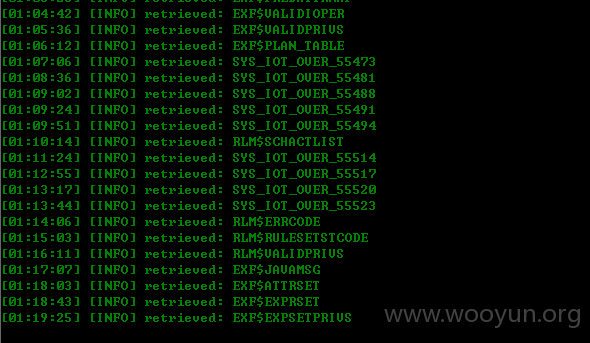 [01:04:42] [INFO] retrieved: EXF$VALIDIOPER
[01:05:36] [INFO] retrieved: EXF$VALIDPRIVS
[01:06:12] [INFO] retrieved: EXF$PLAN_TABLE
[01:07:06] [INFO] retrieved: SYS_IOT_OVER_55473
[01:08:36] [INFO] retrieved: SYS_IOT_OVER_55481
[01:09:02] [INFO] retrieved: SYS_IOT_OVER_55488
[01:09:24] [INFO] retrieved: SYS_IOT_OVER_55491
[01:09:51] [INFO] retrieved: SYS_IOT_OVER_55494
[01:10:14] [INFO] retrieved: RLM$SCHACTLIST
[01:11:24] [INFO] retrieved: SYS_IOT_OVER_55514
[01:12:55] [INFO] retrieved: SYS_IOT_OVER_55517
[01:13:17] [INFO] retrieved: SYS_IOT_OVER_55520
[01:13:44] [INFO] retrieved: SYS_IOT_OVER_55523
[01:14:06] [INFO] retrieved: RLM$ERRCODE
[01:15:03] [INFO] retrieved: RLM$RULESETSTCODE
[01:16:11] [INFO] retrieved: RLM$VALIDPRIVS
[01:17:07] [INFO] retrieved: EXF$JAVAMSG
[01:18:03] [INFO] retrieved: EXF$ATTRSET
[01:18:43] [INFO] retrieved: EXF$EXPRSET
[01:19:25] [INFO] retrieved: EXF$EXPSETPRIVS
www.wooyun.org